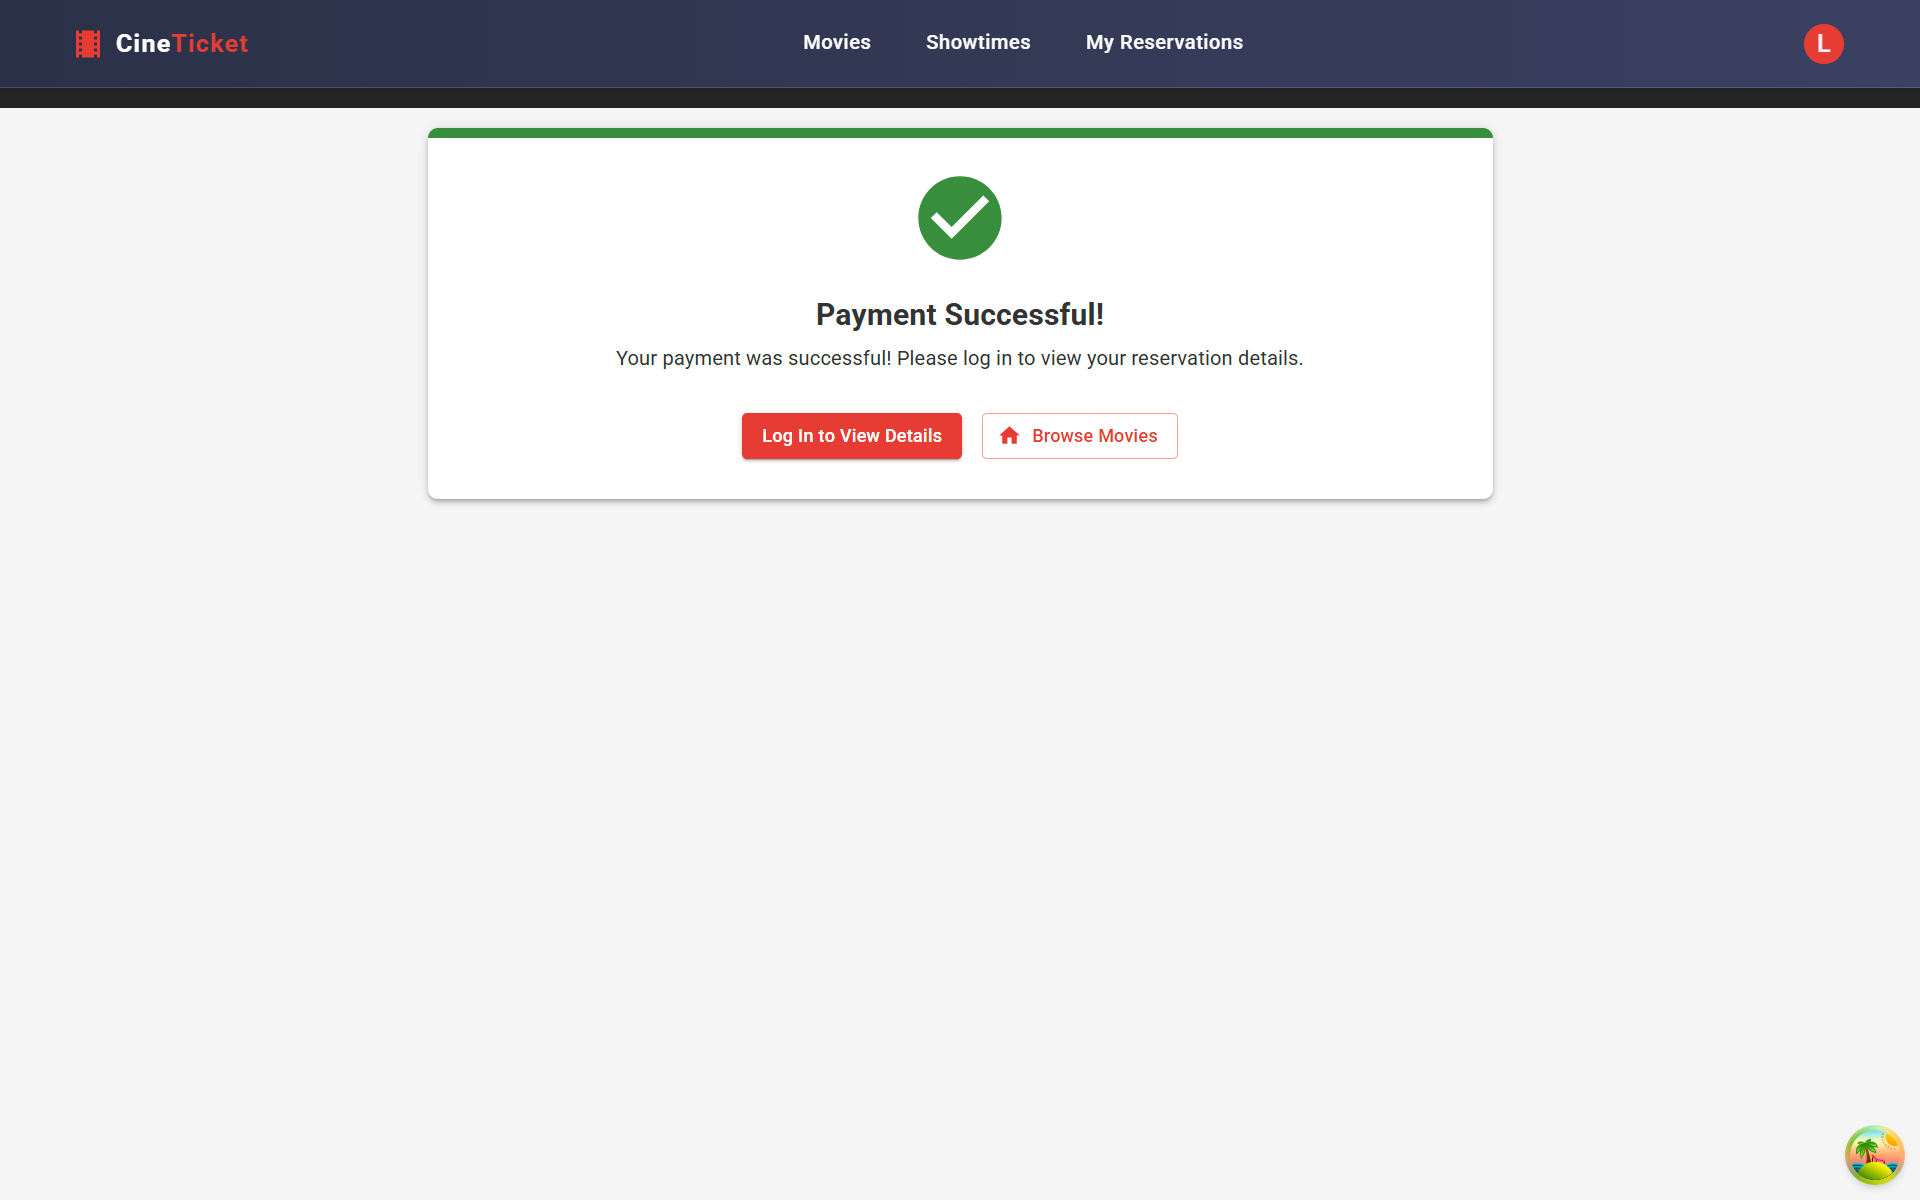 CineTicket
Movies
Showtimes
My Reservations
L
Payment Successful!
Your payment was successful! Please log in to view your reservation details.
Log In to View Details
Browse Movies